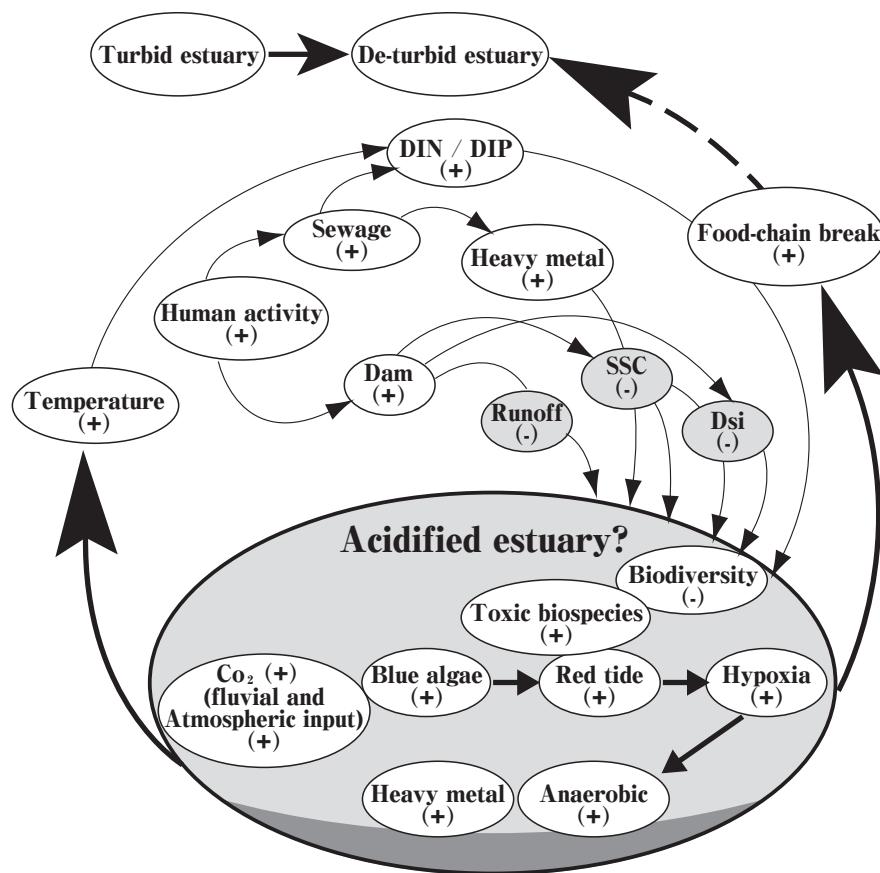 Turbid estuary
De-turbid estuary
DIN / DIP
(+)
Sewage
(+)
Food-chain break
(+)
Heavy metal
(+)
Human activity
(+)
Dam
(+)
SSC
(-)
Temperature
(+)
Runoff
(-)
Dsi
(-)
Acidified estuary?
Biodiversity
(-)
Toxic biospecies
(+)
Co₂ (+)
(fluvial and
Atmospheric input)
(+)
Blue algae
(+)
Red tide
(+)
Hypoxia
(+)
Heavy metal
(+)
Anaerobic
(+)